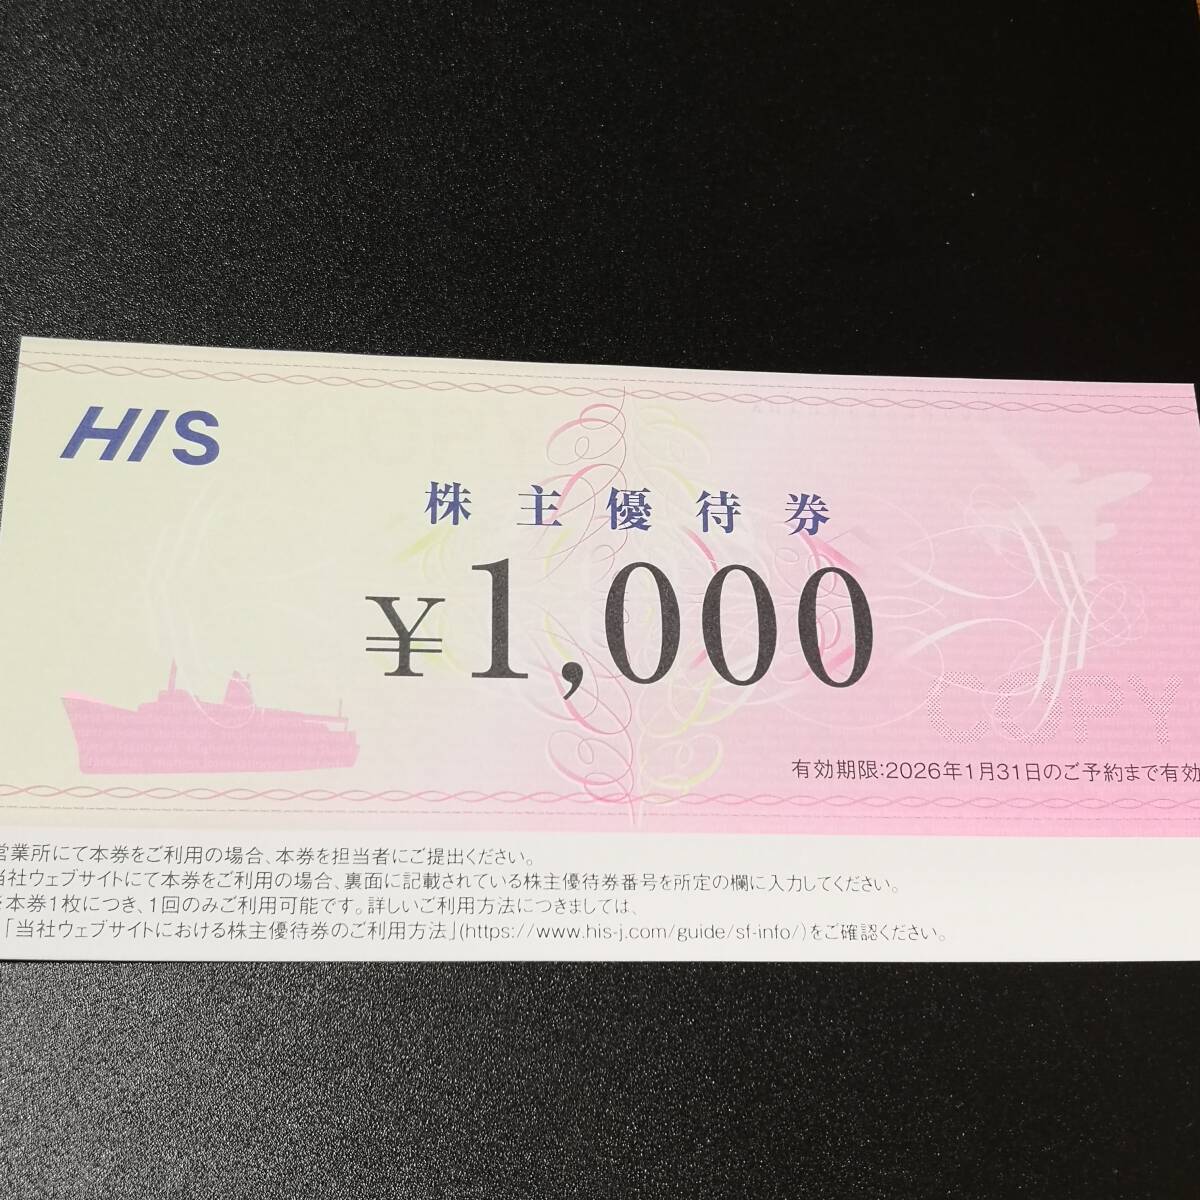 HIS
株主優待券
¥1,000
COPY
有効期限:2026年1月31日のご予約まで有効
営業所にて本券をご利用の場合、本券を担当者にご提出ください。
当社ウェブサイトにて本券をご利用の場合、裏面に記載されている株主優待券番号を所定の欄に入力してください。
※本券1枚につき、1回のみご利用可能です。詳しいご利用方法につきましては、
「当社ウェブサイトにおける株主優待券のご利用方法」(https://www.his-j.com/guide/sf-info/)をご確認ください。